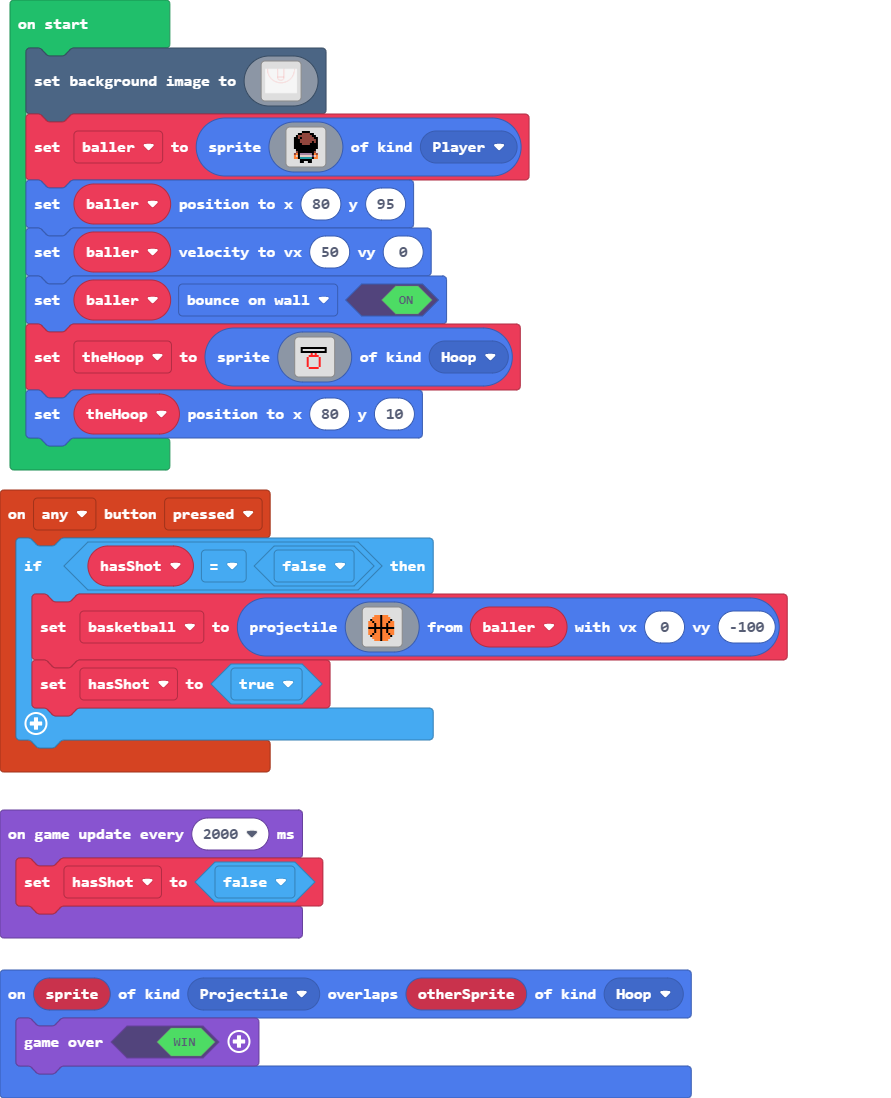 on start
set background image to
set baller to sprite of kind Player
set baller position to x 80 y 95
set baller velocity to vx 50 vy 0
set baller bounce on wall ON
set theHoop to sprite of kind Hoop
set theHoop position to x 80 y 10
on any button pressed
if hasShot = false then
set basketball to projectile from baller with vx 0 vy -100
set hasShot to true
on game update every 2000 ms
set hasShot to false
on sprite of kind Projectile overlaps otherSprite of kind Hoop
game over WIN